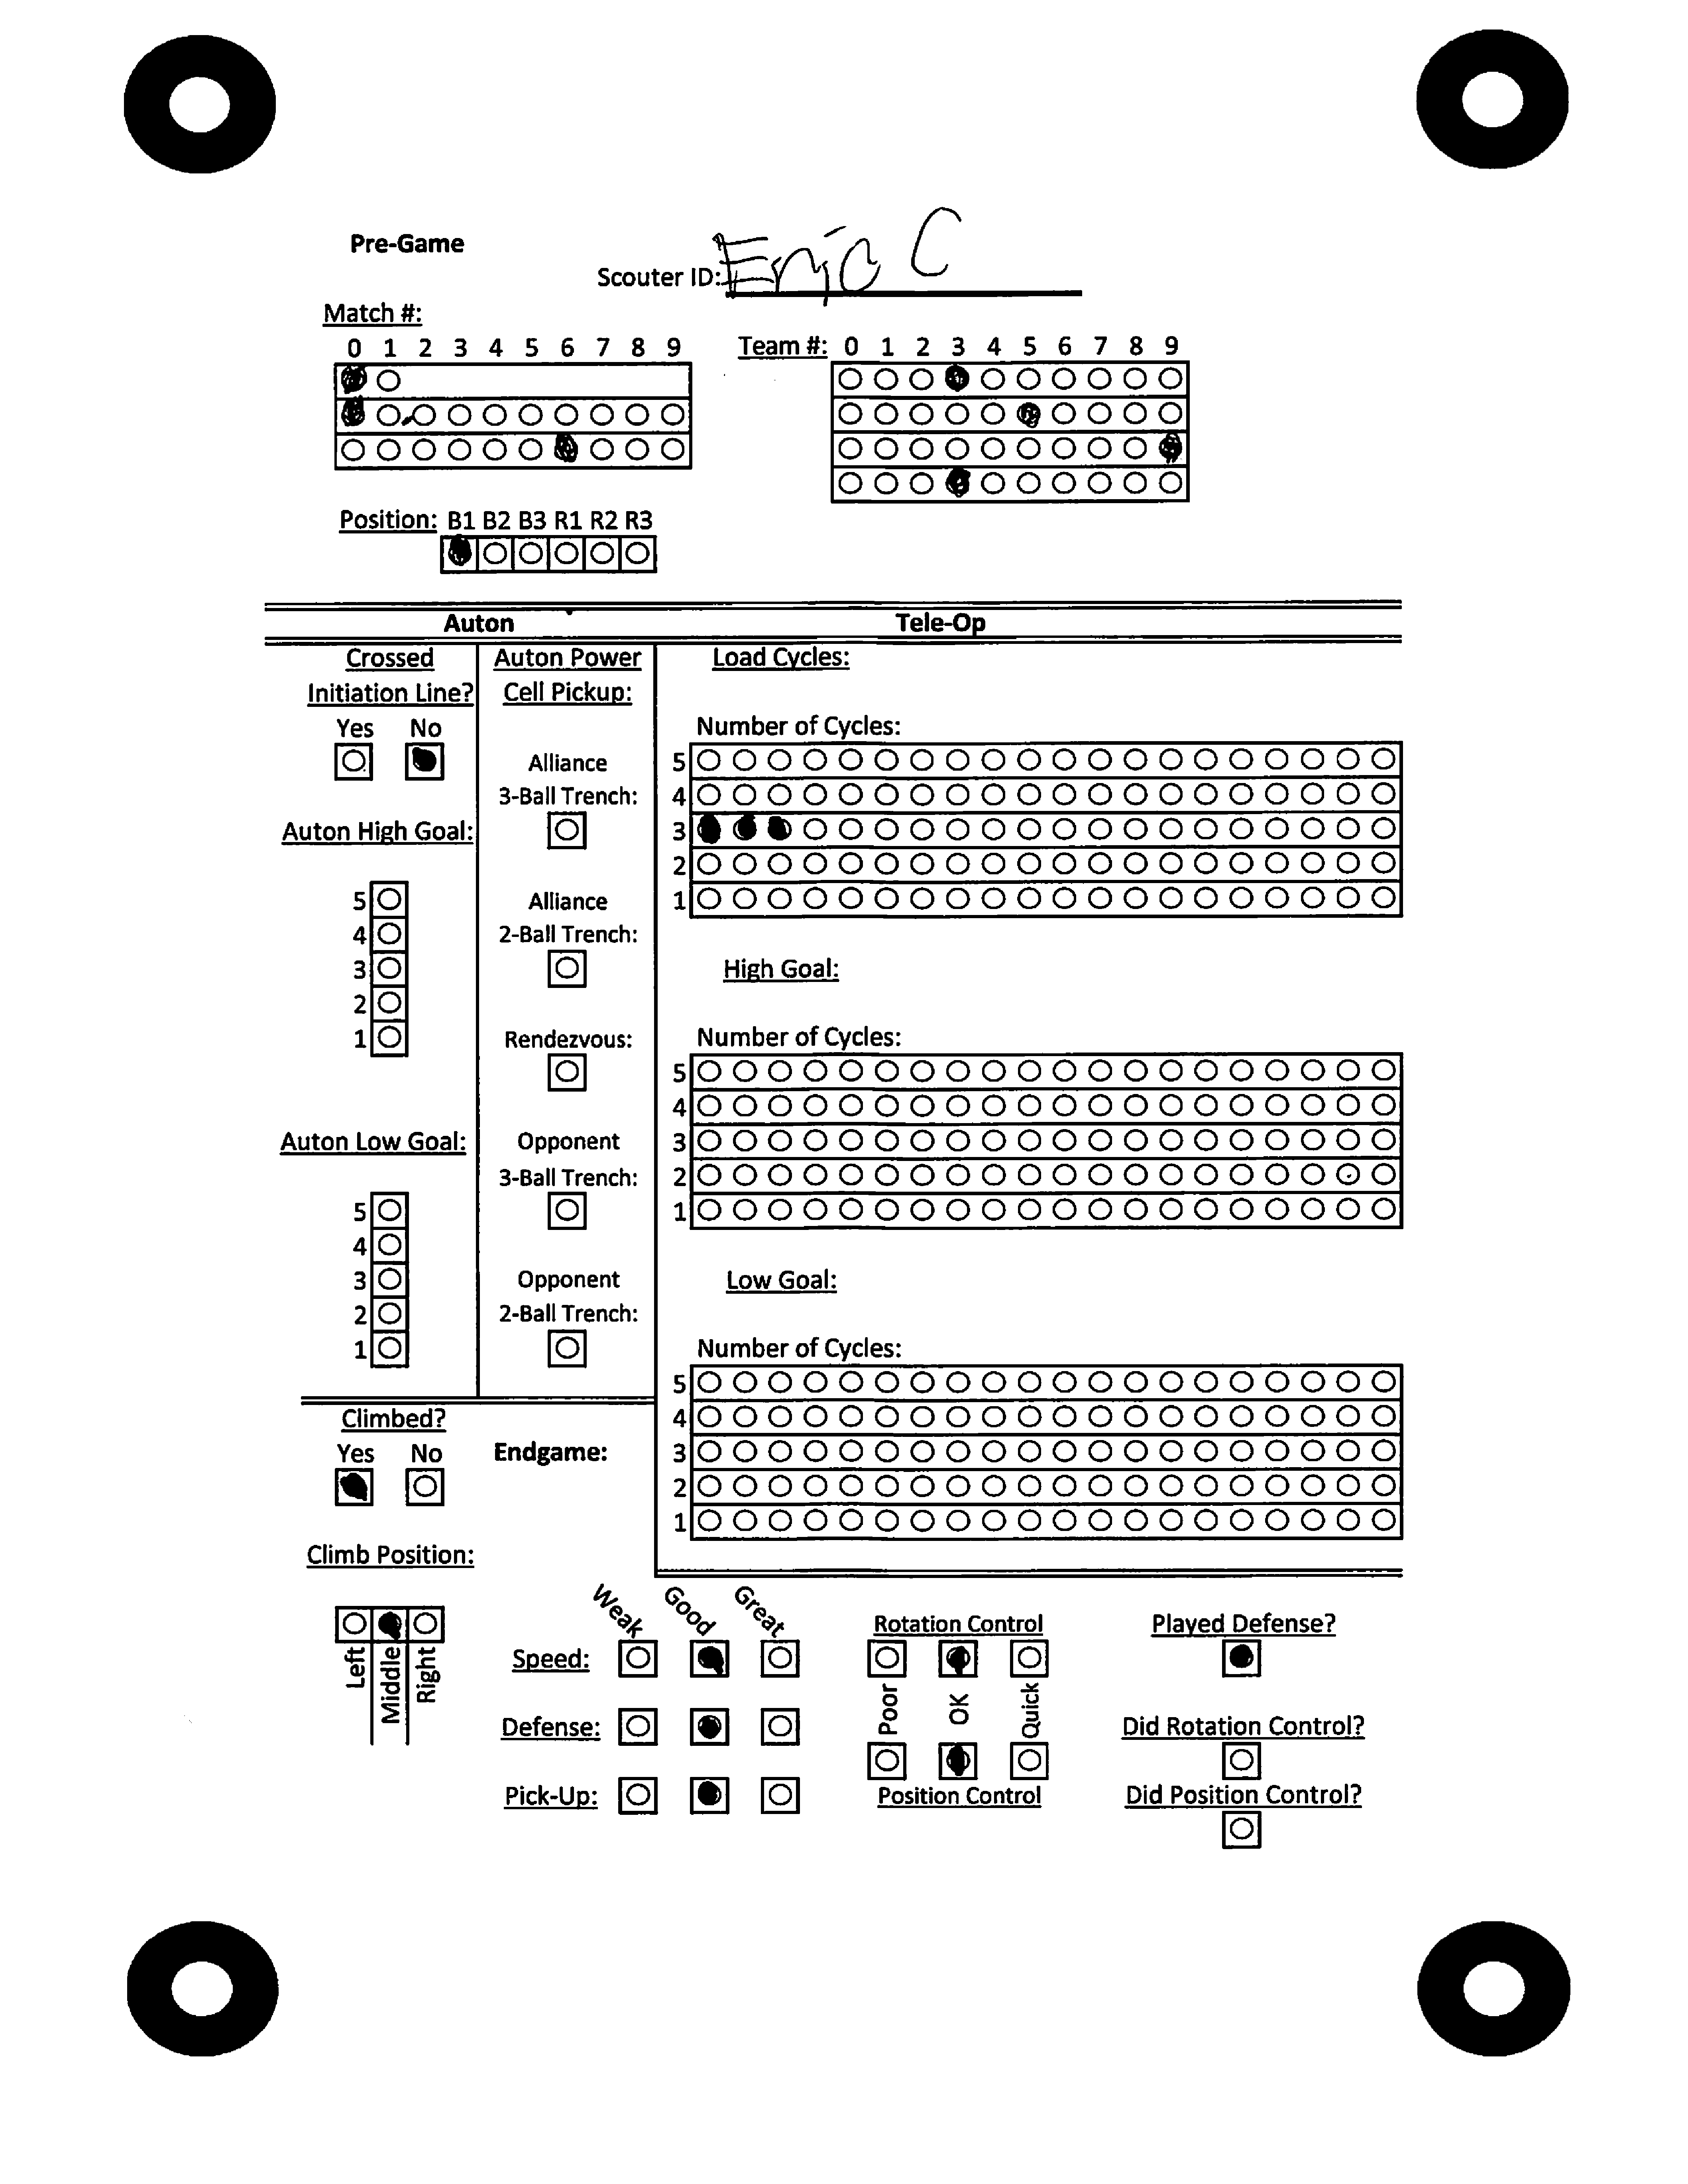 Pre-Game
Scouter ID: Eric C
Match #:
0 1 2 3 4 5 6 7 8 9
Team #: 0 1 2 3 4 5 6 7 8 9
Position: B1 B2 B3 R1 R2 R3
Auton
Tele-Op
Crossed
Initiation Line?
Yes No
Auton High Goal:
5
4
3
2
1
Auton Low Goal:
5
4
3
2
1
Auton Power
Cell Pickup:
Alliance
3-Ball Trench:
Alliance
2-Ball Trench:
Rendezvous:
Opponent
3-Ball Trench:
Opponent
2-Ball Trench:
Load Cycles:
Number of Cycles:
5
4
3
2
1
High Goal:
Number of Cycles:
5
4
3
2
1
Low Goal:
Number of Cycles:
5
4
3
2
1
Climbed?
Yes No
Endgame:
Climb Position:
Left
Middle
Right
Weak
Good
Great
Speed:
Defense:
Pick-Up:
Rotation Control
Poor
OK
Quick
Position Control
Played Defense?
Did Rotation Control?
Did Position Control?